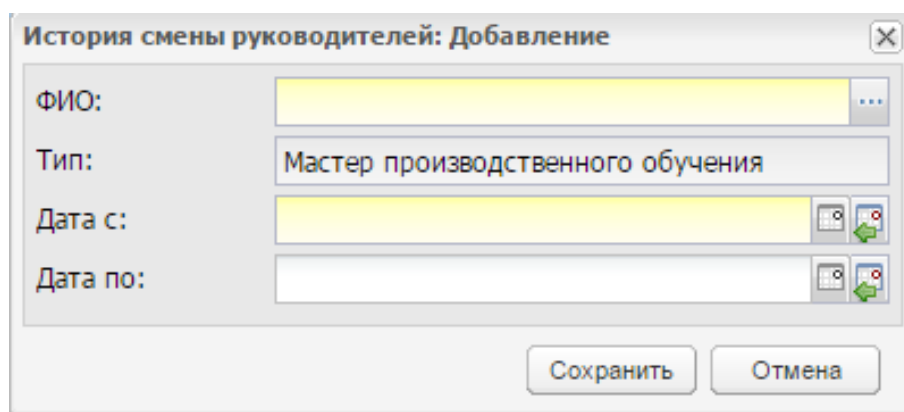 История смены руководителей: Добавление
ФИО:
Тип: Мастер производственного обучения
Дата с:
Дата по:
Сохранить Отмена